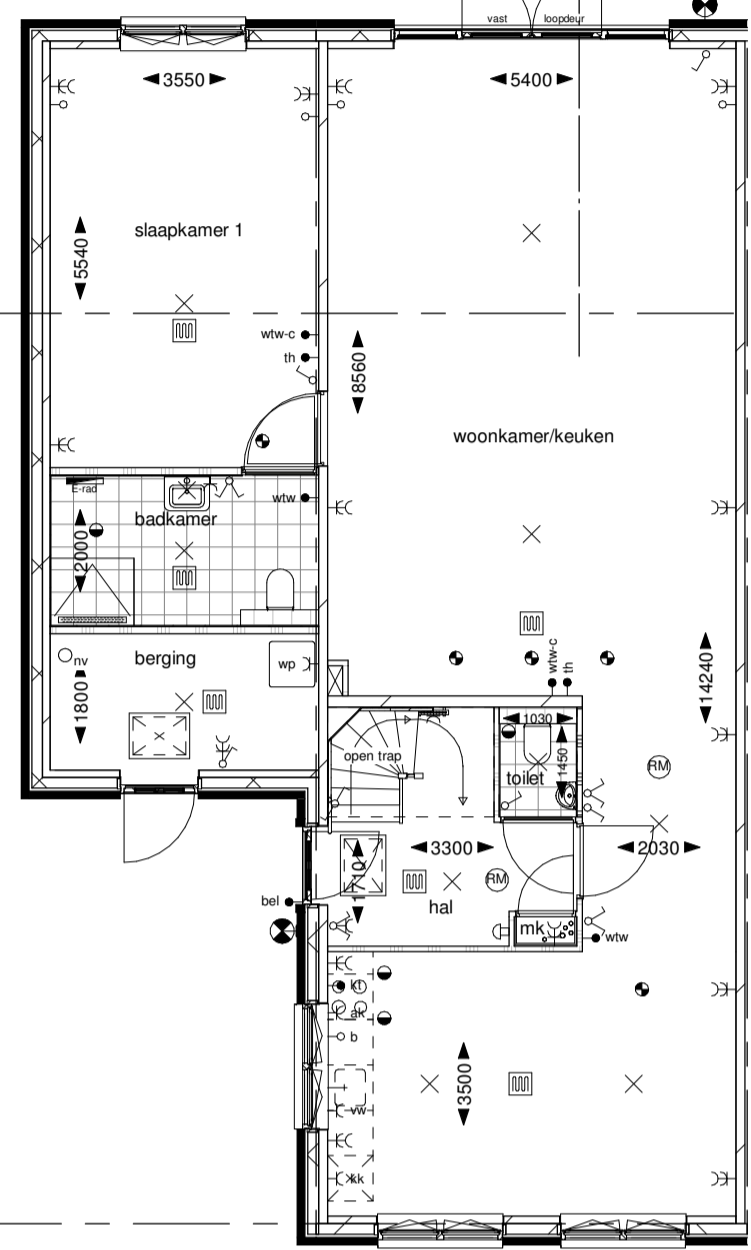 vast loopdeur
3550
5400
slaapkamer 1
5540
wtw-c
th
8560
woonkamer/keuken
E-rad
wtw
badkamer
2000
wtw-c
th
berging
nv
wp
1800
14240
1030
open trap
1450
toilet
RM
3300
2030
1710
RM
hal
bel
mk
wtw
kt
ak
b
3500
vw
kk